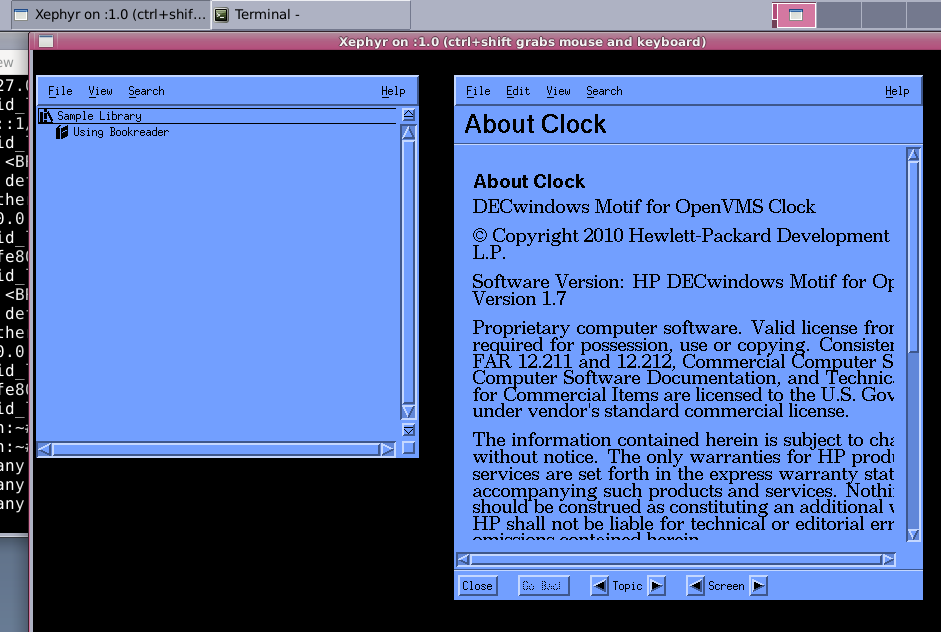 Xephyr on :1.0 (ctrl+shif...
Terminal -
Xephyr on :1.0 (ctrl+shift grabs mouse and keyboard)
ew
27.0
id_
::1/
id_
<B
de
the
0.0
id_
fe80
id_
<B
de
the
0.0
id_
fe80
id_
n:~#
n:~#
any
any
any
File View Search Help
Sample Library
Using Bookreader
File Edit View Search Help
About Clock
About Clock
DECwindows Motif for OpenVMS Clock
© Copyright 2010 Hewlett-Packard Development
L.P.
Software Version: HP DECwindows Motif for Op
Version 1.7
Proprietary computer software. Valid license from
required for possession, use or copying. Consisten
FAR 12.211 and 12.212, Commercial Computer S
Computer Software Documentation, and Technic
for Commercial Items are licensed to the U.S. Gov
under vendor's standard commercial license.
The information contained herein is subject to cha
without notice. The only warranties for HP produ
services are set forth in the express warranty stat
accompanying such products and services. Nothi
should be construed as constituting an additional w
HP shall not be liable for technical or editorial err
omissions contained herein.
Close Go Back Topic Screen